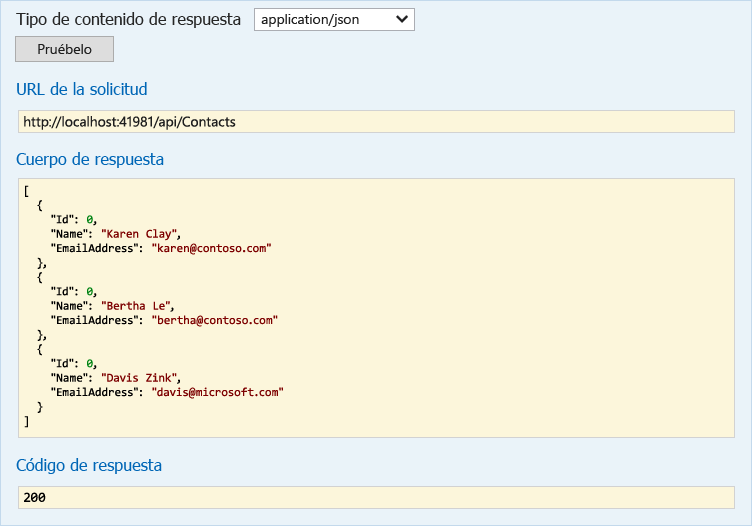 Tipo de contenido de respuesta application/json
Pruébelo
URL de la solicitud
http://localhost:41981/api/Contacts
Cuerpo de respuesta
[
  {
    "Id": 0,
    "Name": "Karen Clay",
    "EmailAddress": "karen@contoso.com"
  },
  {
    "Id": 0,
    "Name": "Bertha Le",
    "EmailAddress": "bertha@contoso.com"
  },
  {
    "Id": 0,
    "Name": "Davis Zink",
    "EmailAddress": "davis@microsoft.com"
  }
]
Código de respuesta
200